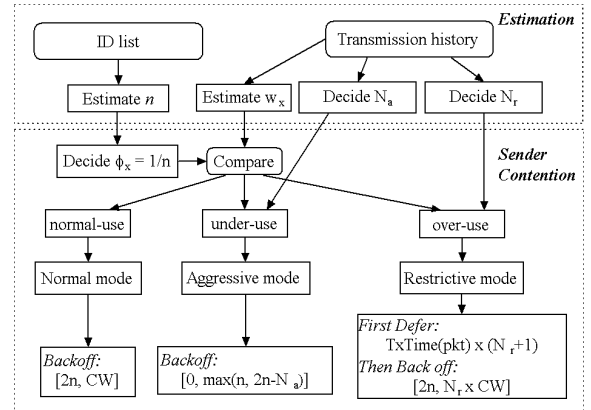 Estimation
ID list
Transmission history
Estimate n
Estimate wₓ
Decide Nₐ
Decide Nᵣ
Decide ϕₓ = 1/n
Compare
Sender
Contention
normal-use
under-use
over-use
Normal mode
Aggressive mode
Restrictive mode
Backoff:
[2n, CW]
Backoff:
[0, max(n, 2n-Nₐ)]
First Defer:
TxTime(pkt) x (Nᵣ+1)
Then Back off:
[2n, Nᵣ x CW]